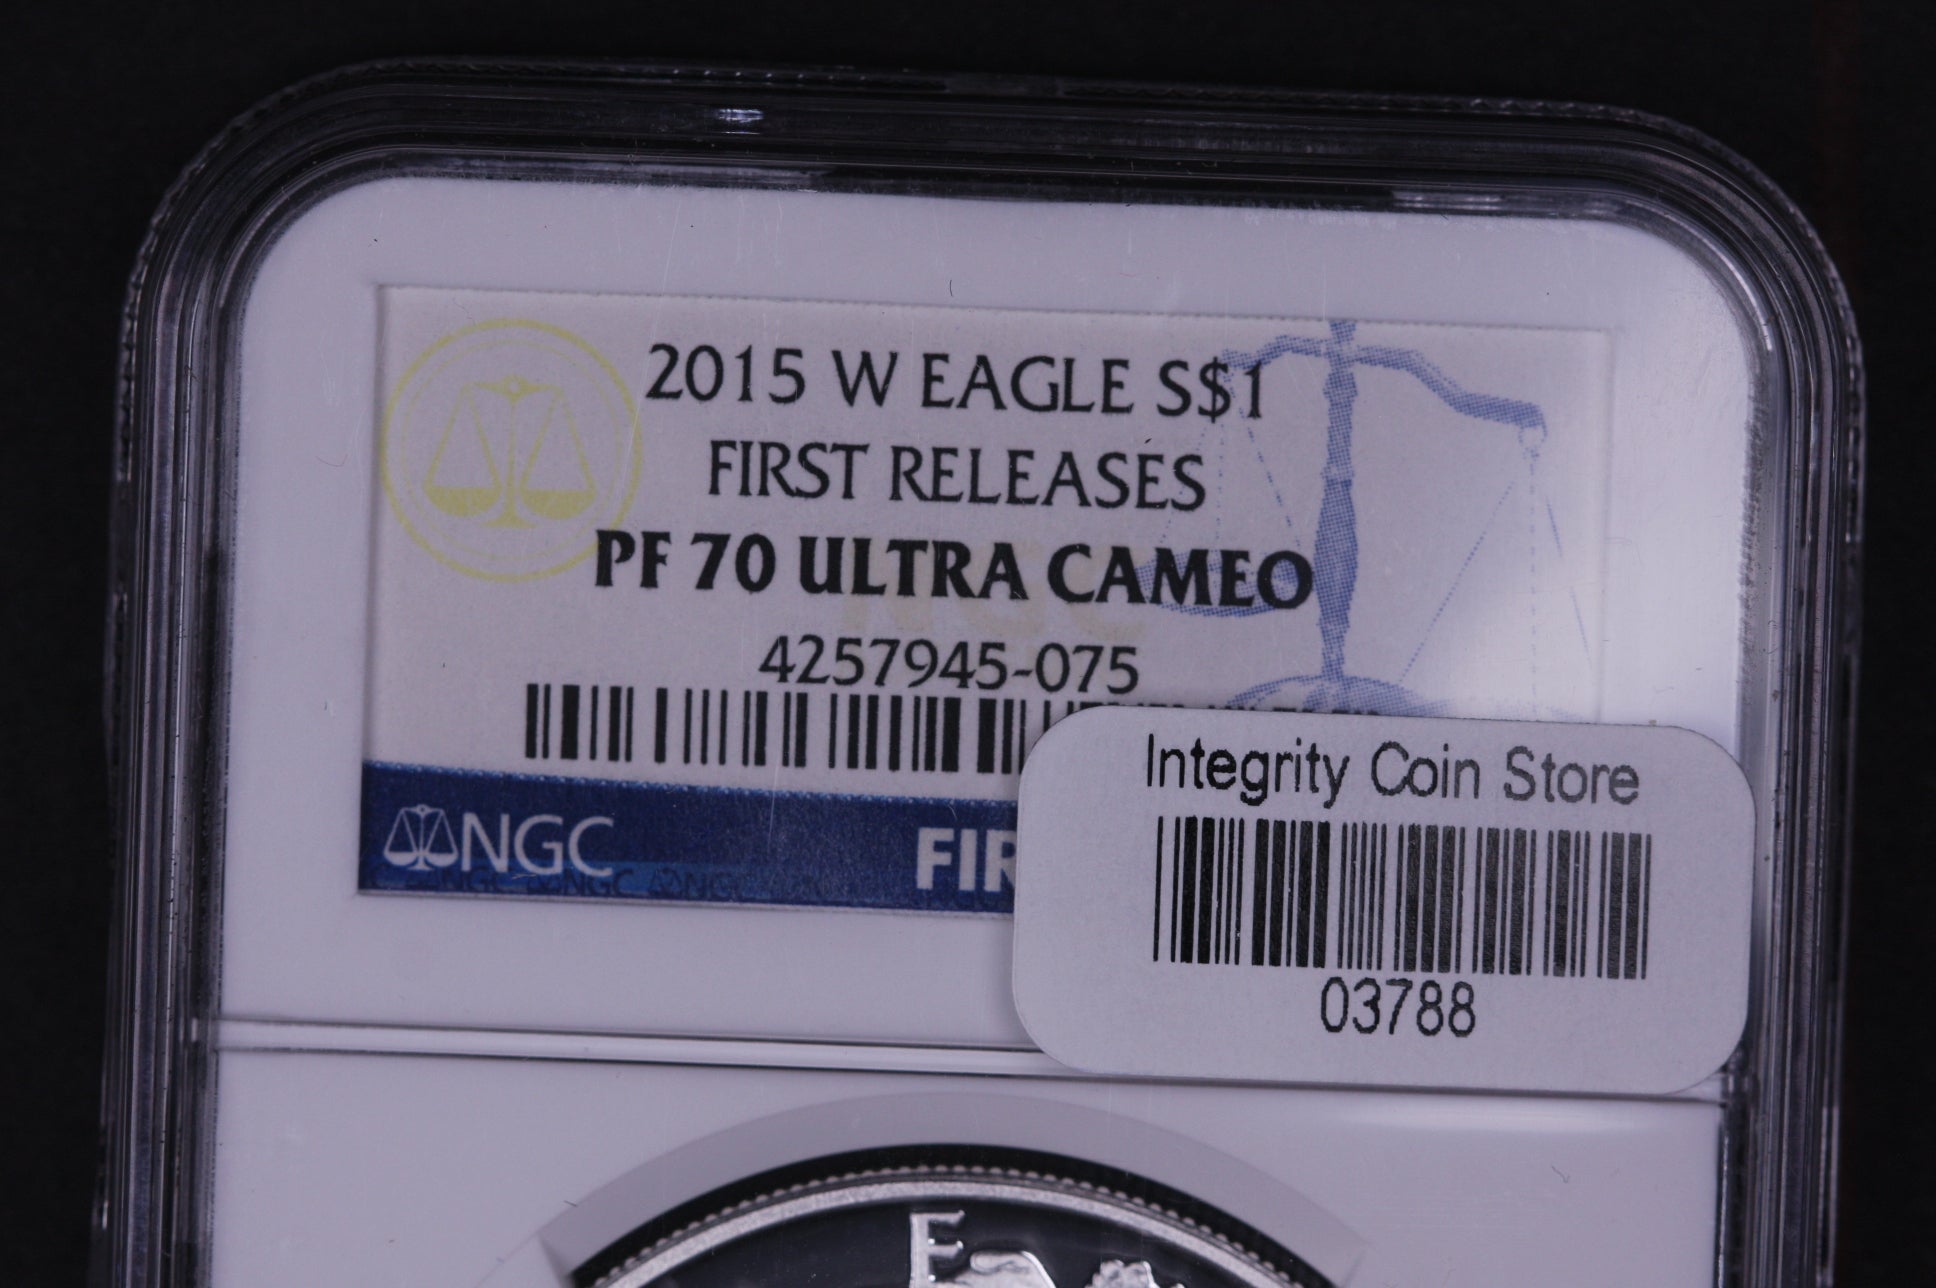 2015 W EAGLE S$1
FIRST RELEASES
PF 70 ULTRA CAMEO
4257945-075
NGC
Integrity Coin Store
03788